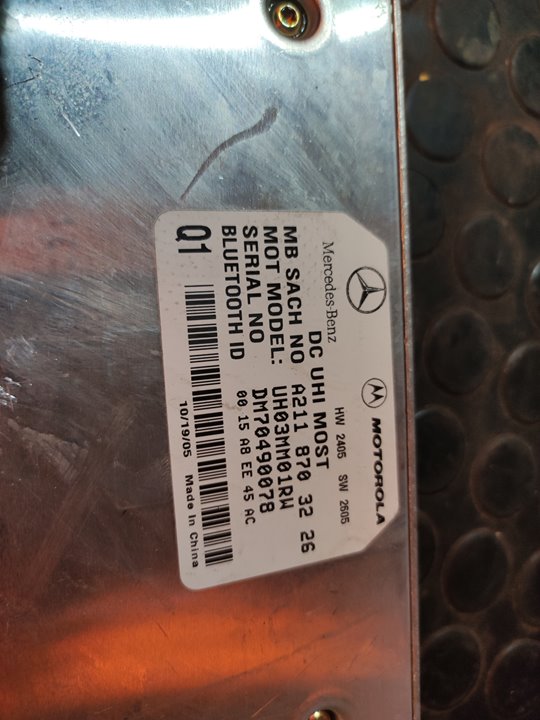 Mercedes-Benz
MOTOROLA
HW 2405 SW 2605
DC UHI MOST
MB SACH NO A211 870 32 26
MOT MODEL: UH03MM01RW
SERIAL NO DM70490078
BLUETOOTH ID 00 15 A8 EE 45 AC
Q1
10/19/05 Made In China